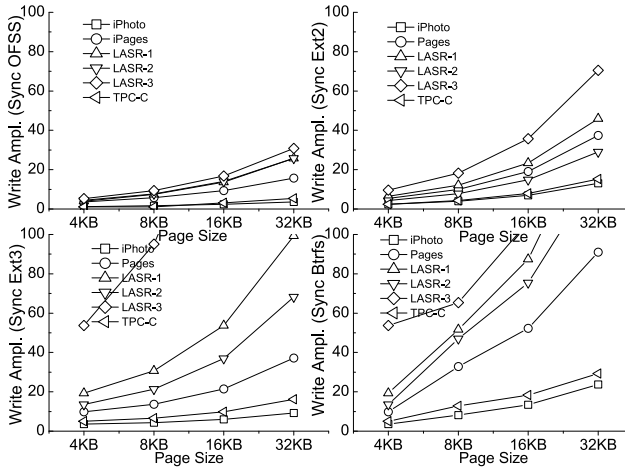 Write Ampl. (Sync OFSS)
100
80
60
40
20
0
iPhoto
iPages
LASR-1
LASR-2
LASR-3
TPC-C
4KB 8KB 16KB 32KB
Page Size
Write Ampl. (Sync Ext2)
100
80
60
40
20
0
iPhoto
Pages
LASR-1
LASR-2
LASR-3
TPC-C
4KB 8KB 16KB 32KB
Page Size
Write Ampl. (Sync Ext3)
100
80
60
40
20
0
iPhoto
Pages
LASR-1
LASR-2
LASR-3
TPC-C
4KB 8KB 16KB 32KB
Page Size
Write Ampl. (Sync Btrfs)
100
80
60
40
20
0
iPhoto
Pages
LASR-1
LASR-2
LASR-3
TPC-C
4KB 8KB 16KB 32KB
Page Size